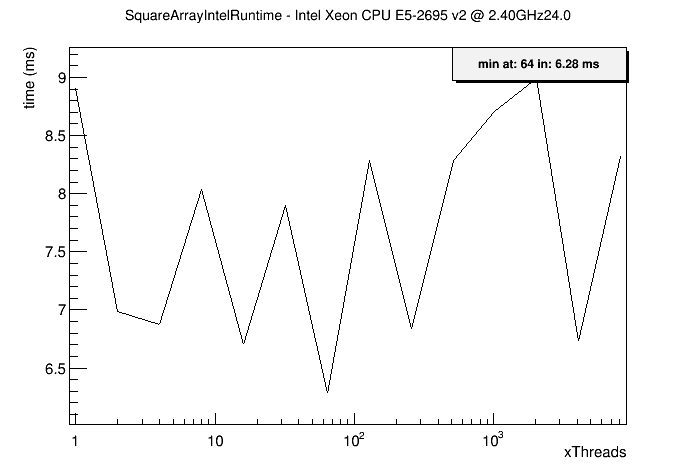 SquareArrayIntelRuntime - Intel Xeon CPU E5-2695 v2 @ 2.40GHz24.0
time (ms)
min at: 64 in: 6.28 ms
9
8.5
8
7.5
7
6.5
1 10 10² 10³
xThreads